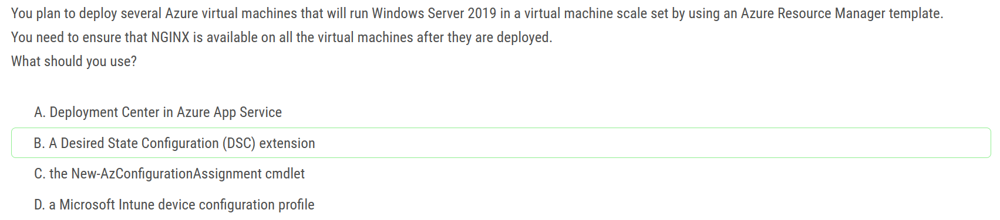 You plan to deploy several Azure virtual machines that will run Windows Server 2019 in a virtual machine scale set by using an Azure Resource Manager template.
You need to ensure that NGINX is available on all the virtual machines after they are deployed.
What should you use?
A. Deployment Center in Azure App Service
B. A Desired State Configuration (DSC) extension
C. the New-AzConfigurationAssignment cmdlet
D. a Microsoft Intune device configuration profile